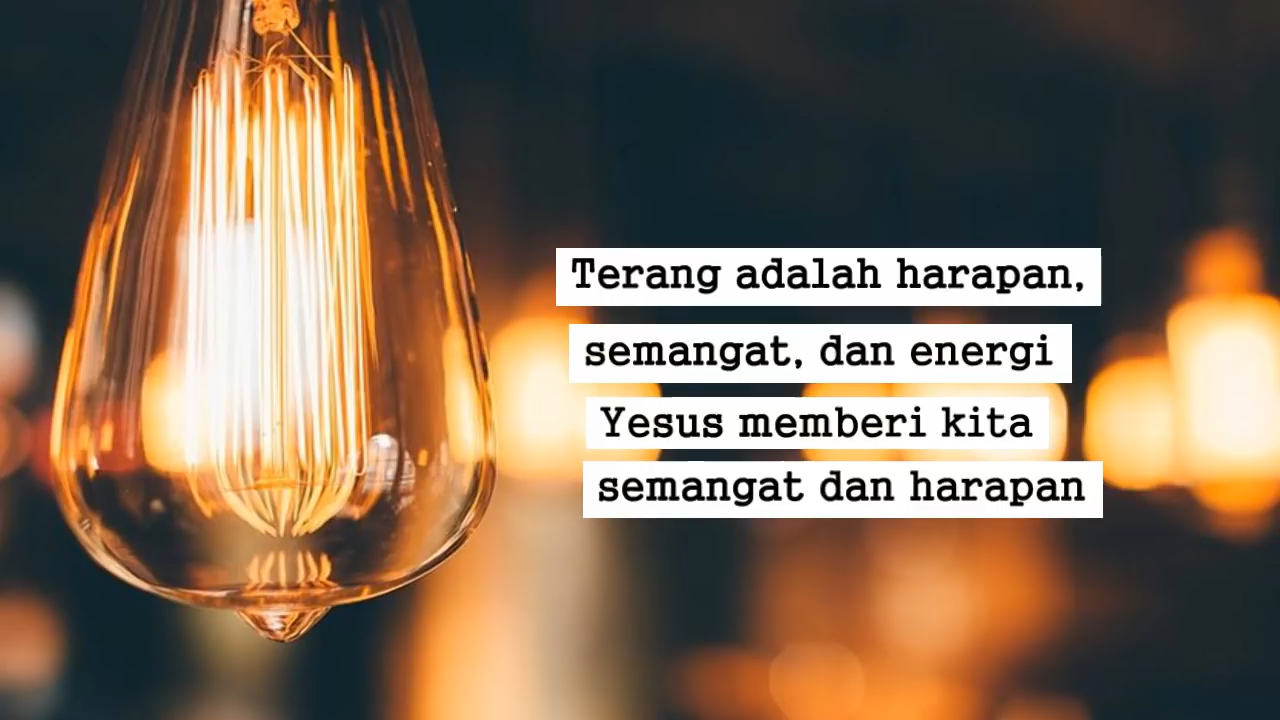 Terang adalah harapan,
semangat, dan energi
Yesus memberi kita
semangat dan harapan